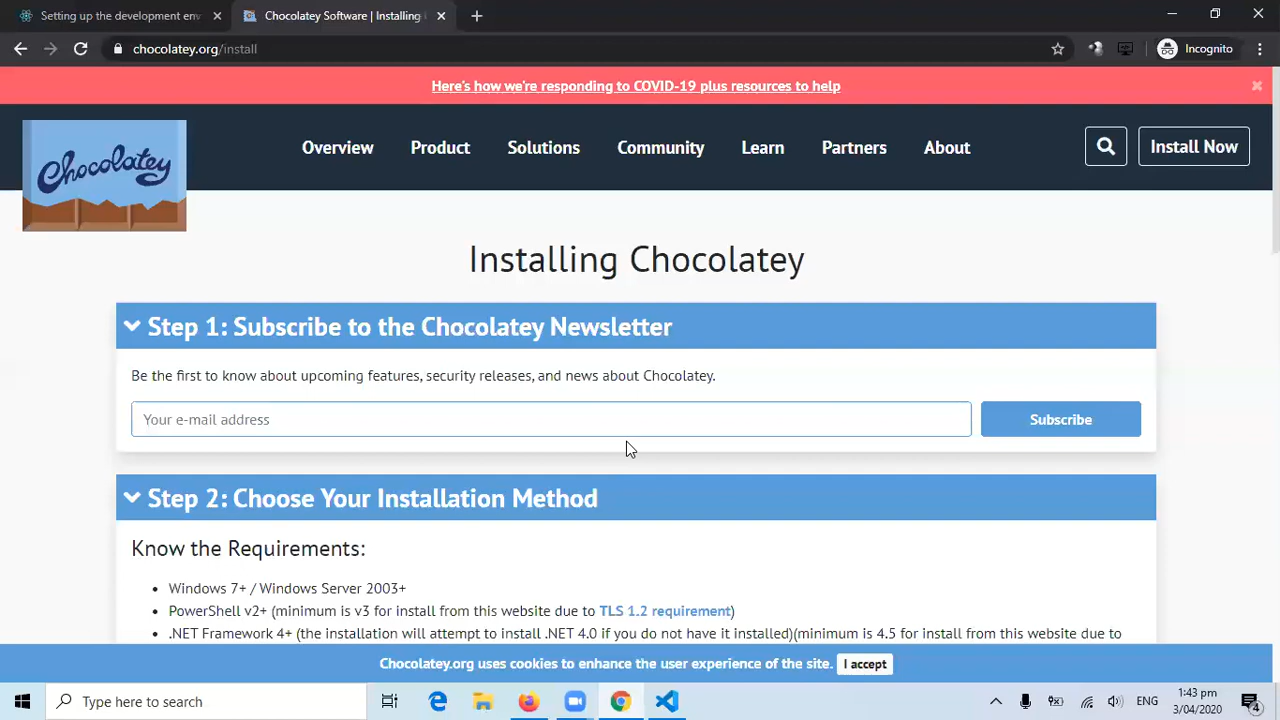 Setting up the development env
Chocolatey Software | Installing
chocolatey.org/install
Incognito
Here's how we're responding to COVID-19 plus resources to help
Chocolatey
Overview
Product
Solutions
Community
Learn
Partners
About
Install Now
Installing Chocolatey
Step 1: Subscribe to the Chocolatey Newsletter
Be the first to know about upcoming features, security releases, and news about Chocolatey.
Your e-mail address
Subscribe
Step 2: Choose Your Installation Method
Know the Requirements:
• Windows 7+ / Windows Server 2003+
• PowerShell v2+ (minimum is v3 for install from this website due to TLS 1.2 requirement)
• .NET Framework 4+ (the installation will attempt to install .NET 4.0 if you do not have it installed)(minimum is 4.5 for install from this website due to
Chocolatey.org uses cookies to enhance the user experience of the site. I accept
Type here to search
ENG
1:43 pm
3/04/2020
4